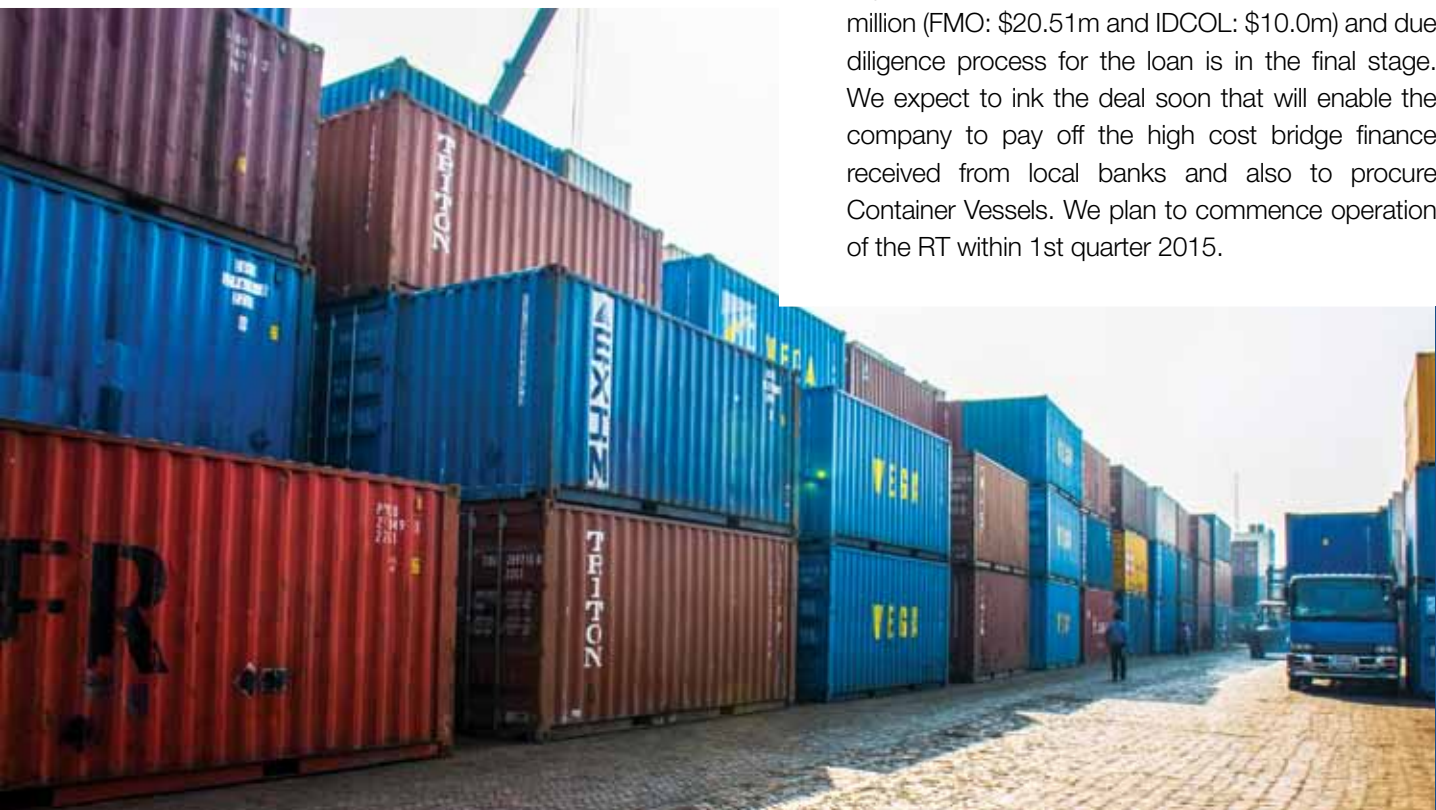 million (FMO: $20.51m and IDCOL: $10.0m) and due
diligence process for the loan is in the final stage.
We expect to ink the deal soon that will enable the
company to pay off the high cost bridge finance
received from local banks and also to procure
Container Vessels. We plan to commence operation
of the RT within 1st quarter 2015.
TRITON
TEXIN
VEGA
VEGA
TRITON
VEGA
FR